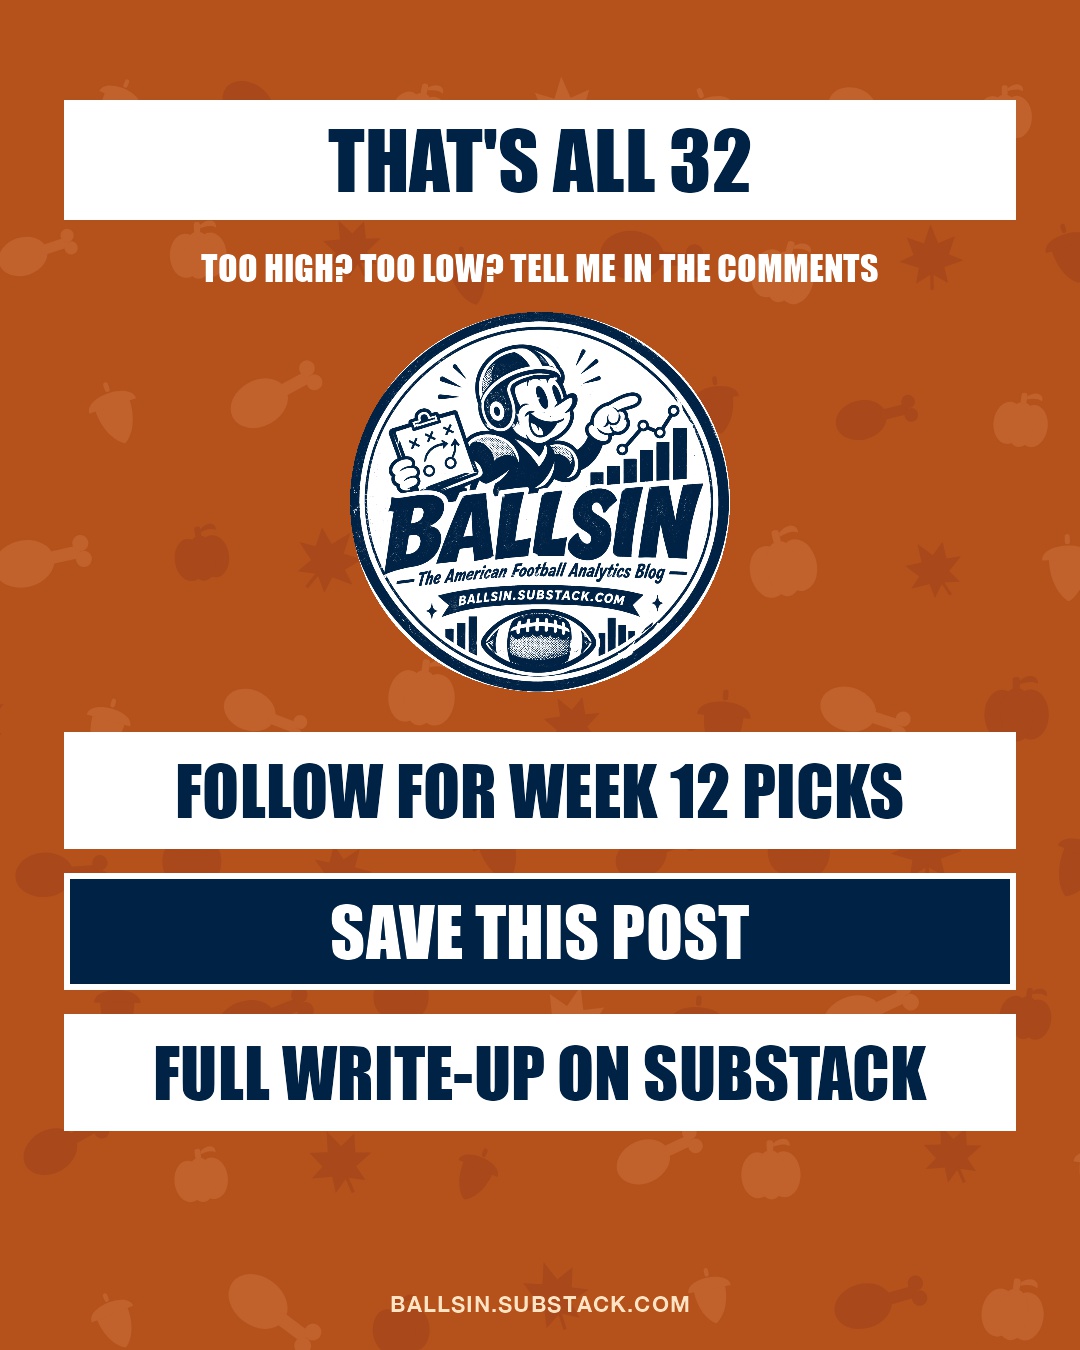 THAT'S ALL 32
TOO HIGH? TOO LOW? TELL ME IN THE COMMENTS
BALLSIN
The American Football Analytics Blog
BALLSIN.SUBSTACK.COM
FOLLOW FOR WEEK 12 PICKS
SAVE THIS POST
FULL WRITE-UP ON SUBSTACK
BALLSIN.SUBSTACK.COM